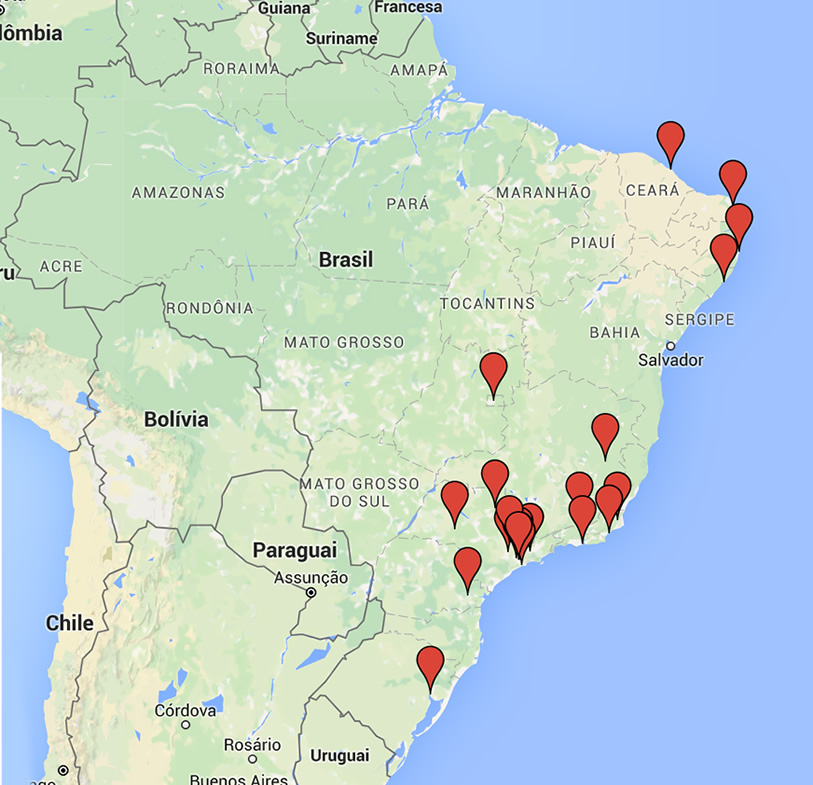 Guiana
Francesa
lômbia
Suriname
RORAIMA
AMAPÁ
AMAZONAS
PARÁ
MARANHÃO
CEARÁ
PIAUÍ
Brasil
ru
ACRE
RONDÔNIA
TOCANTINS
SERGIPE
BAHIA
MATO GROSSO
Salvador
Bolívia
MATO GROSSO
DO SUL
Paraguai
Assunção
Chile
Córdova
Rosário
Uruguai
Buenos Aires